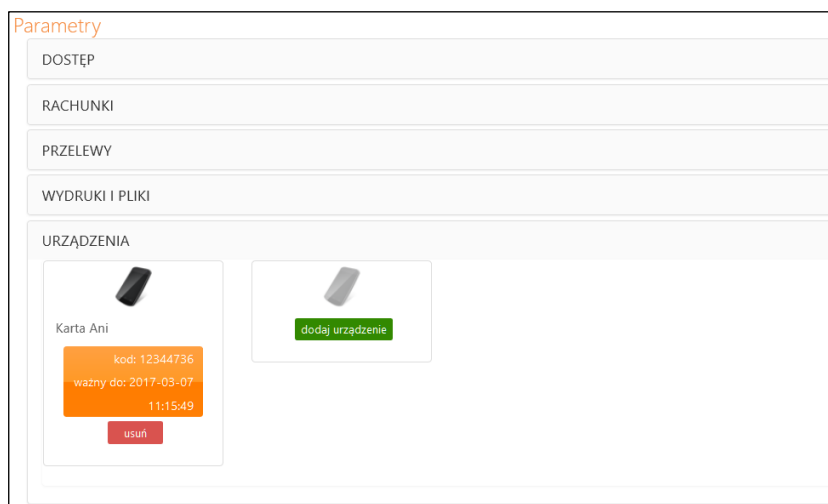 Parametry
DOSTĘP
RACHUNKI
PRZELEWY
WYDRUKI I PLIKI
URZĄDZENIA
Karta Ani
kod: 12344736
ważny do: 2017-03-07
11:15:49
usuń
dodaj urządzenie